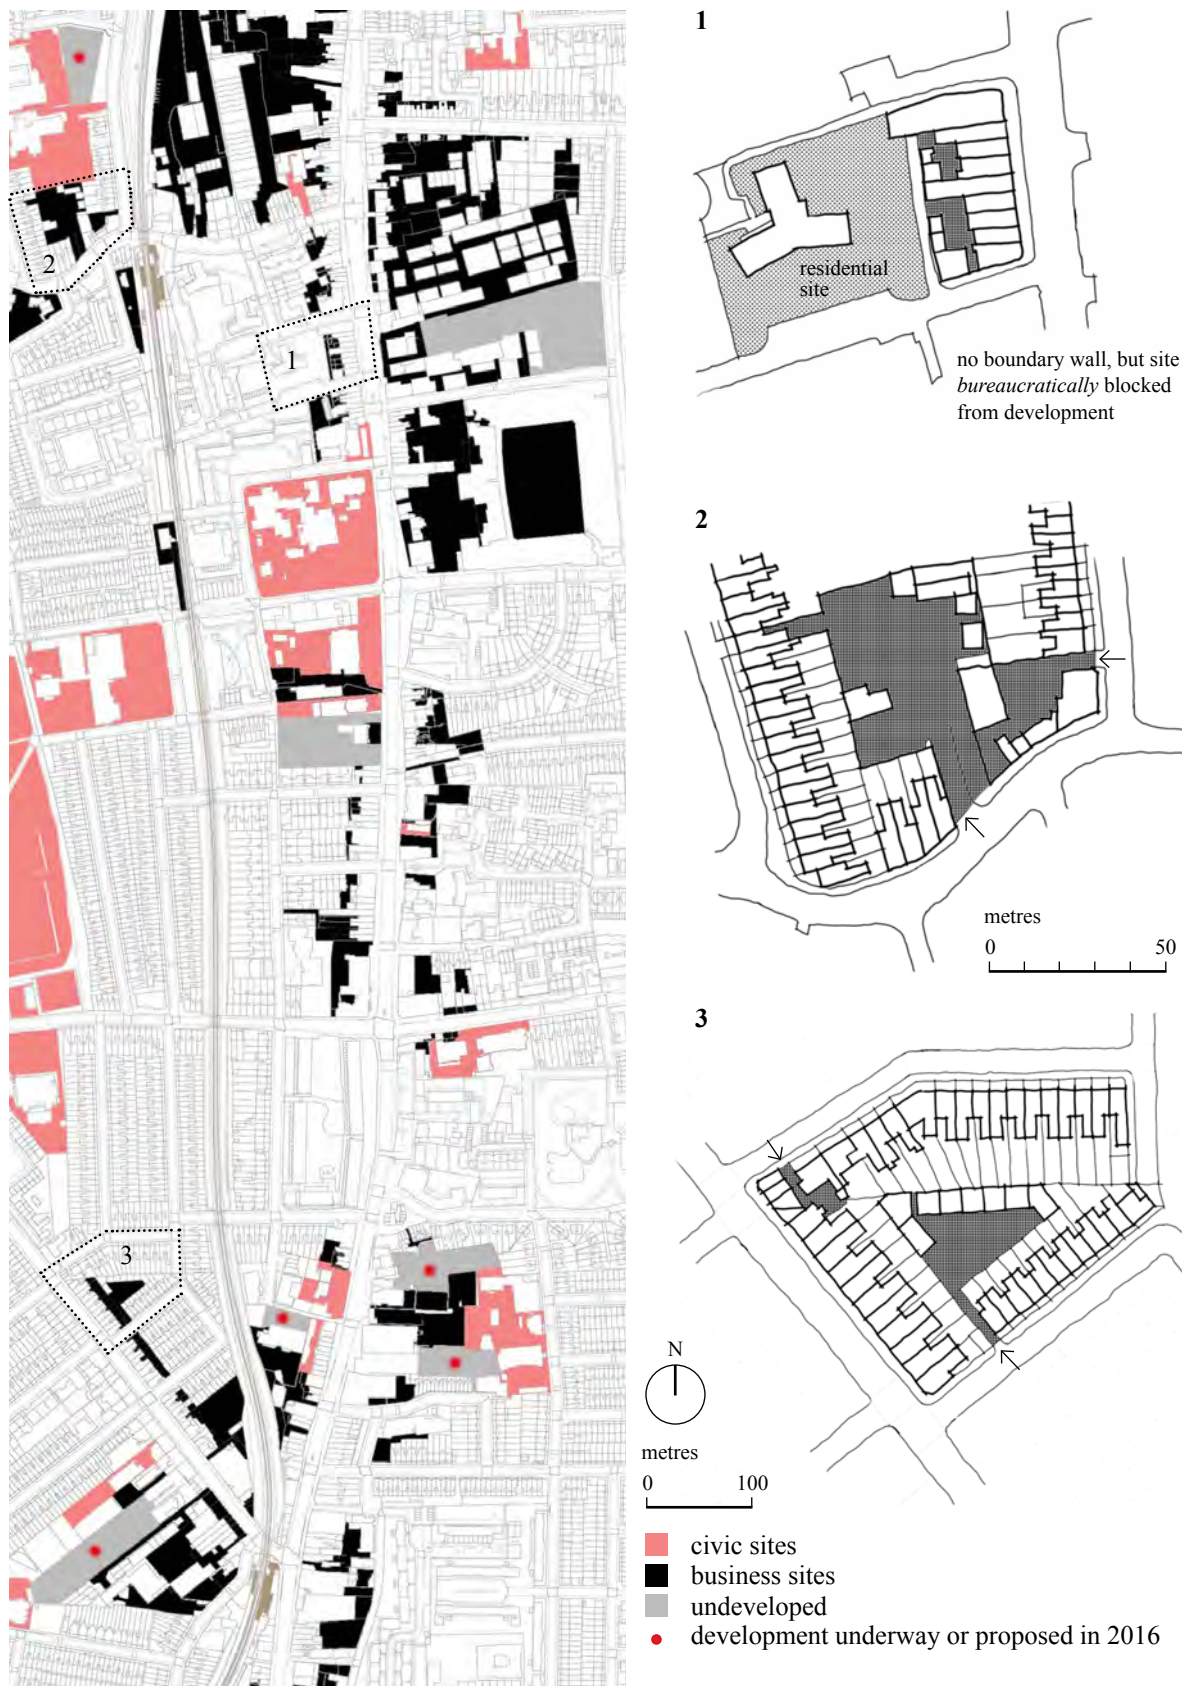 2
1
3
1
residential
site
no boundary wall, but site
bureaucratically blocked
from development
2
metres
0 50
3
N
metres
0 100
civic sites
business sites
undeveloped
development underway or proposed in 2016